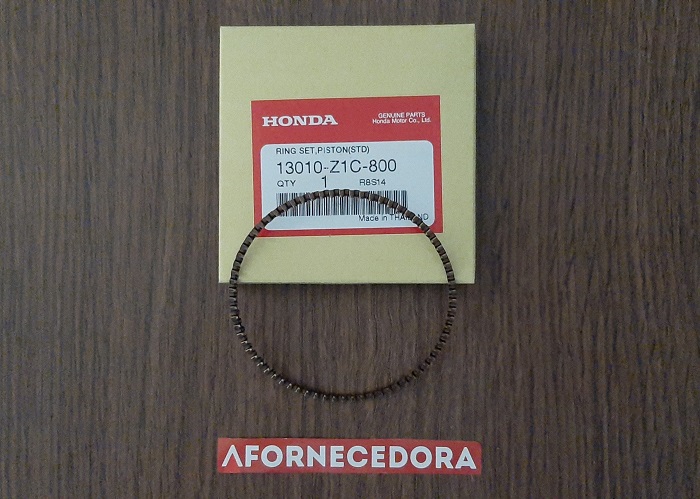 HONDA
GENUINE PARTS
Honda Motor Co., Ltd.
RING SET,PISTON(STD)
13010-Z1C-800
QTY 1 R8S14
Made in THAILAND
AFORNECEDORA